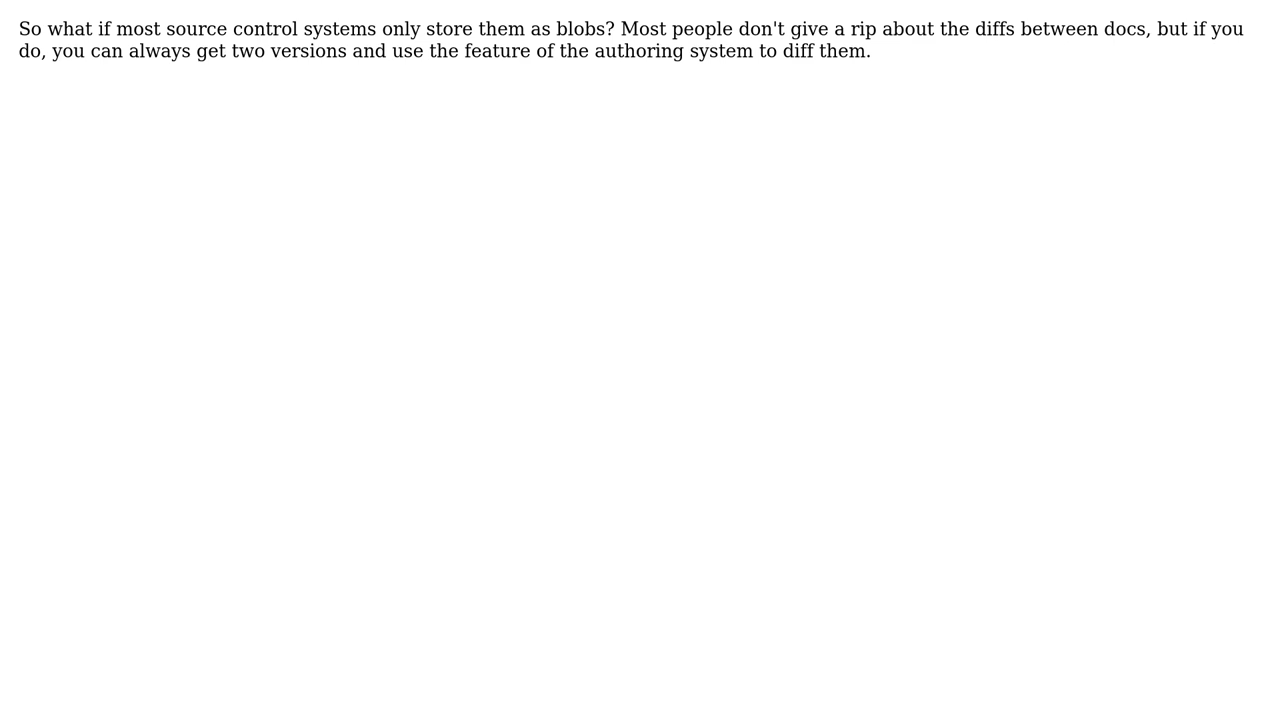 So what if most source control systems only store them as blobs? Most people don't give a rip about the diffs between docs, but if you
do, you can always get two versions and use the feature of the authoring system to diff them.